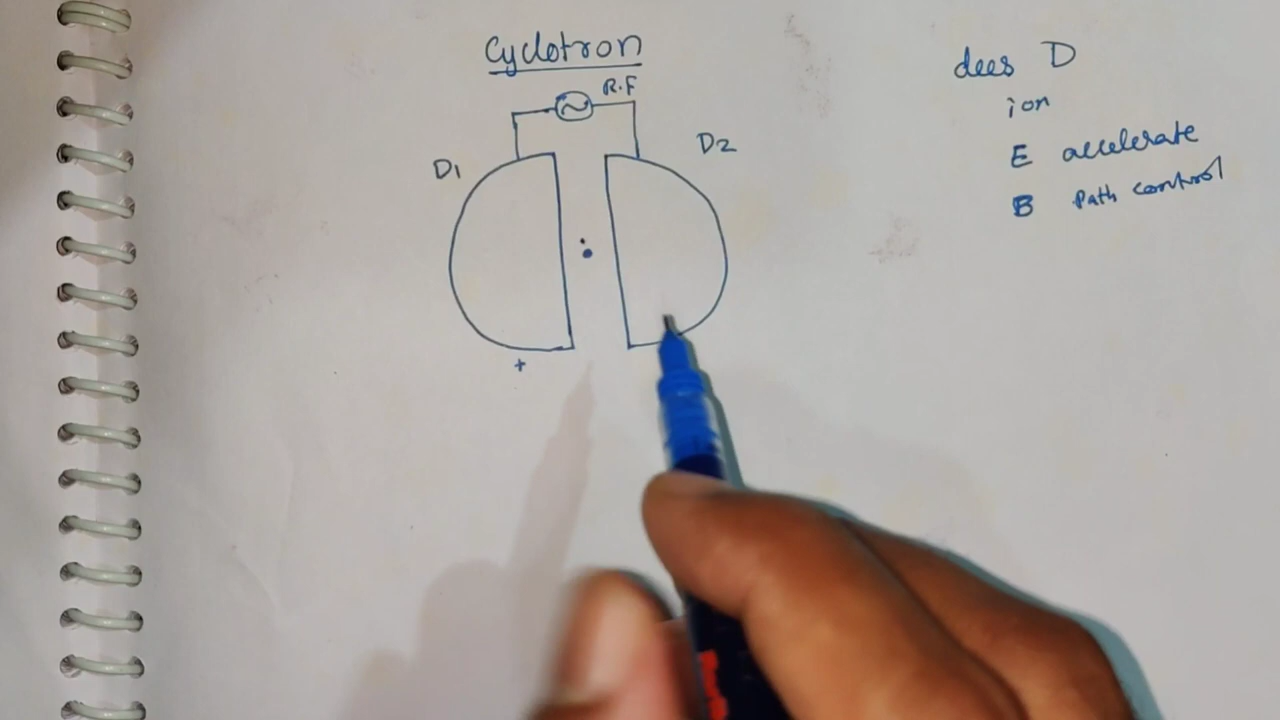 Cyclotron
R.F
D1
D2
+
dees D
ion
E accelerate
B Path control